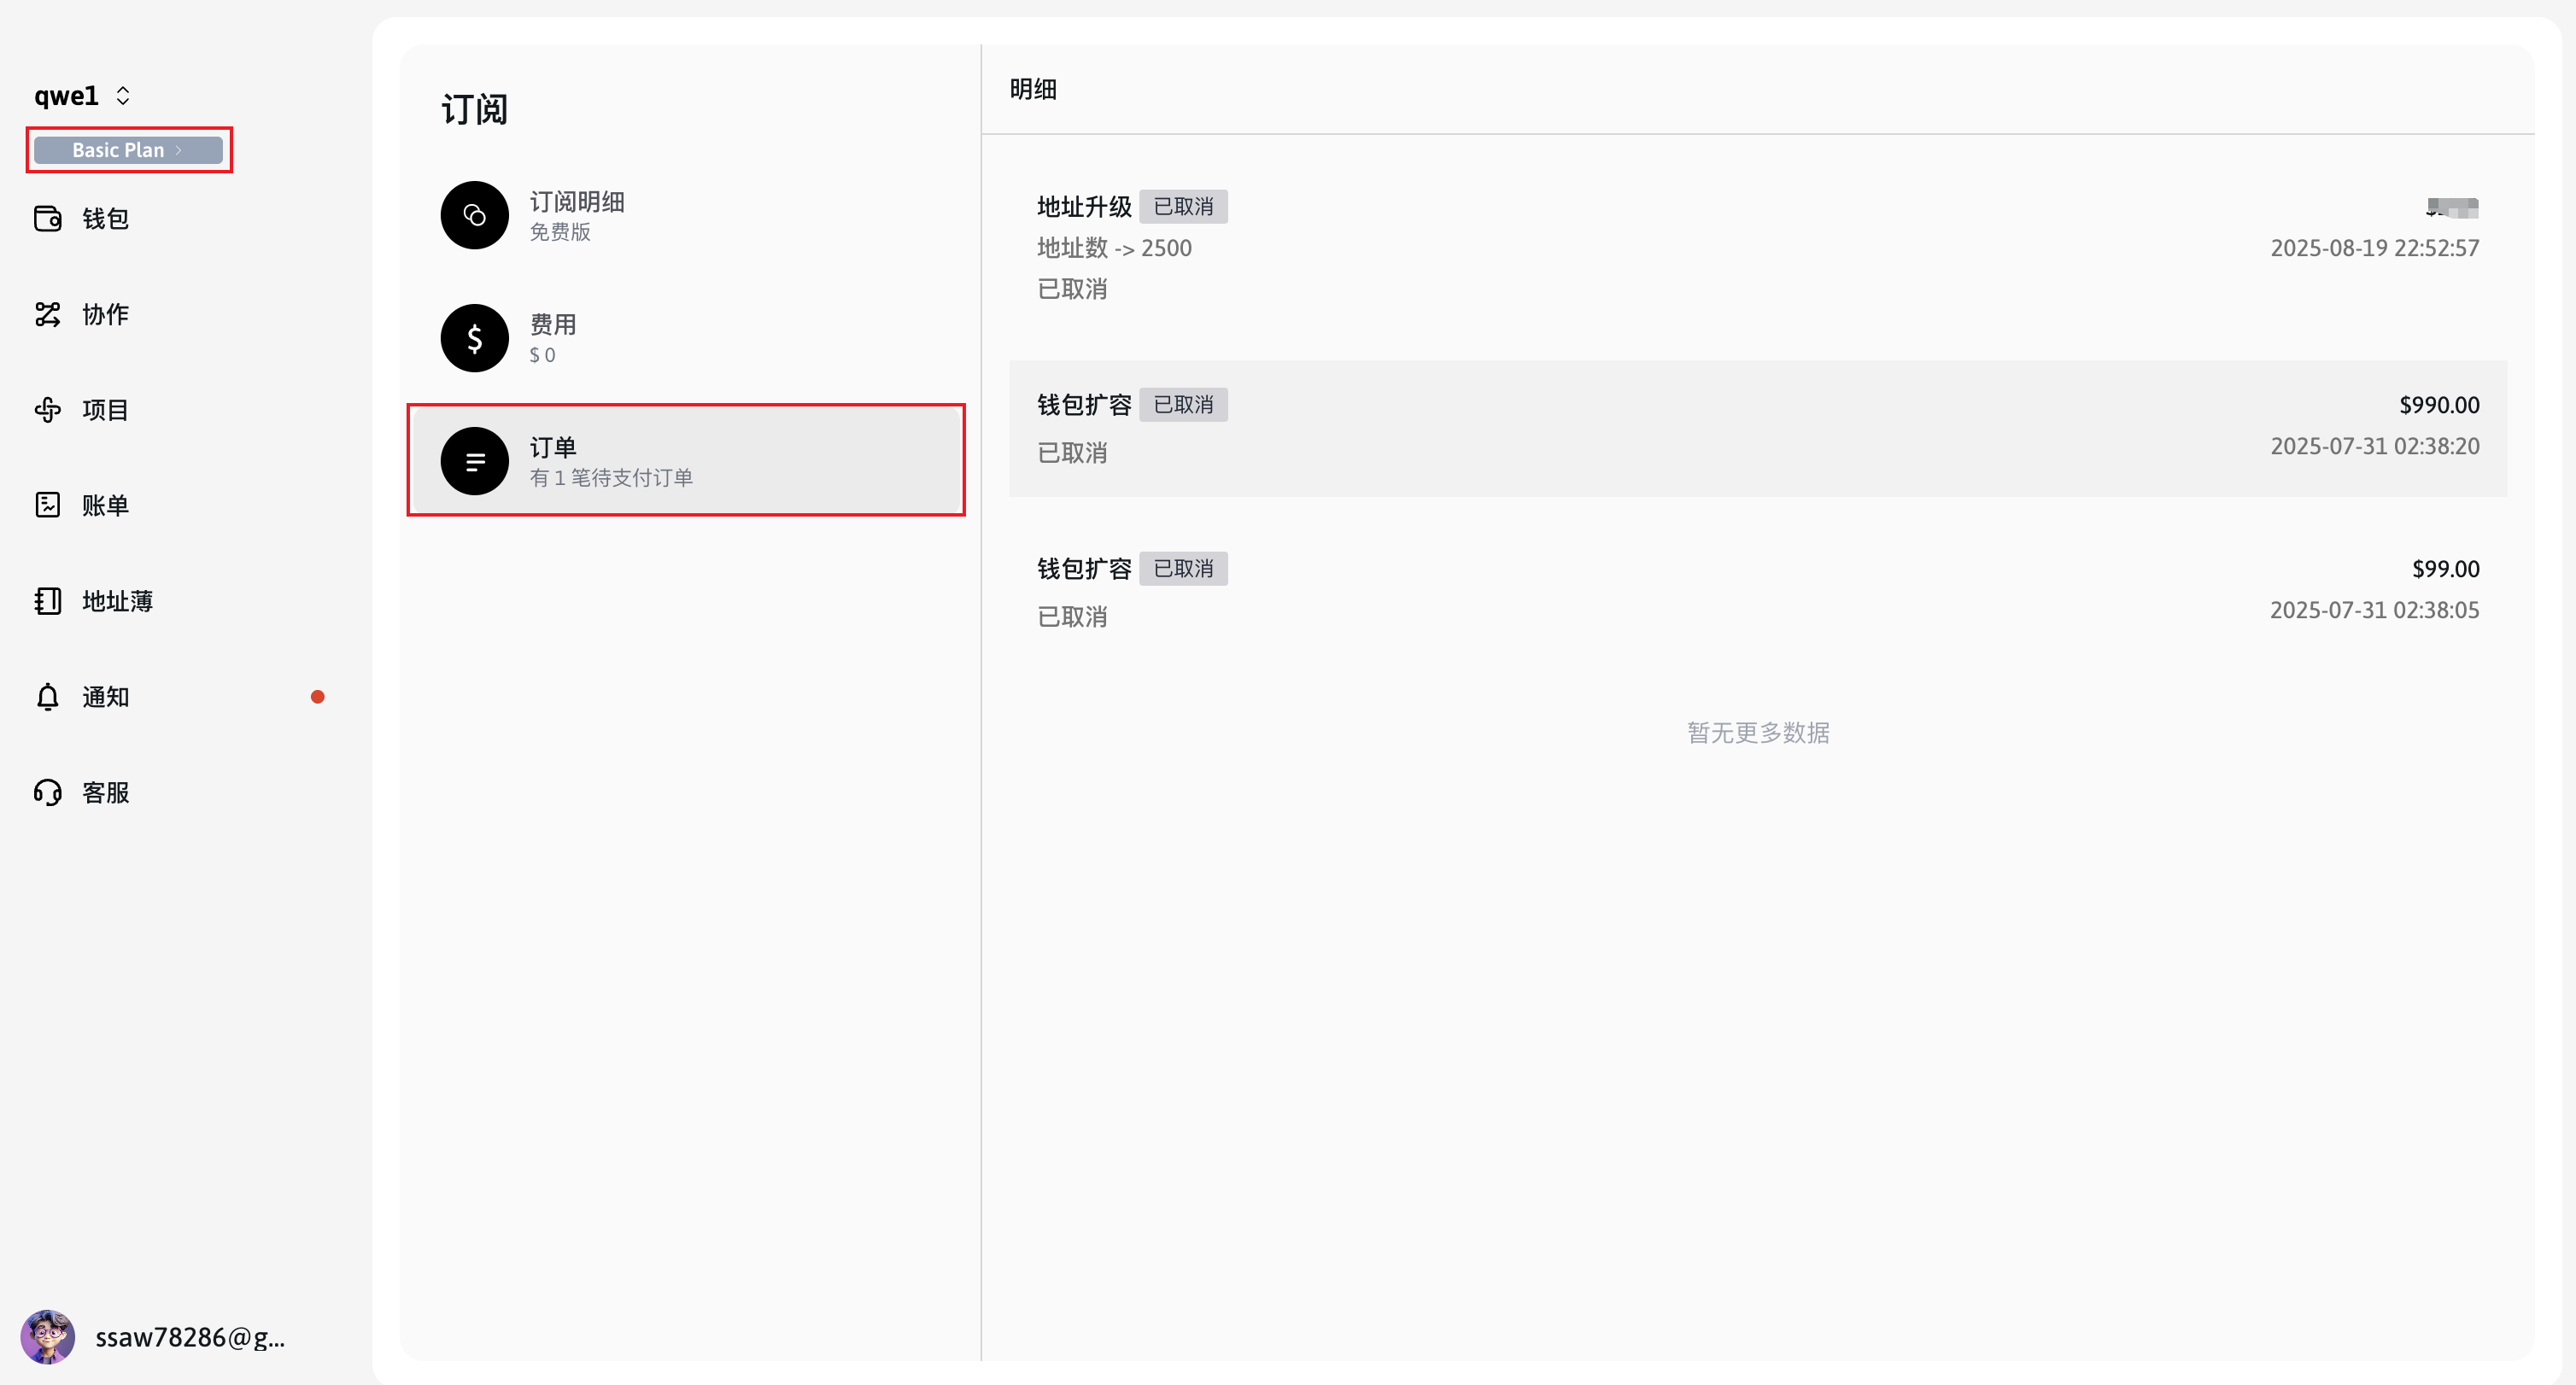 qwe1
Basic Plan
钱包
协作
项目
账单
地址薄
通知
客服
ssaw78286@g...
订阅
订阅明细
免费版
费用
$ 0
订单
有 1 笔待支付订单
明细
地址升级 已取消
地址数 -> 2500
2025-08-19 22:52:57
已取消
钱包扩容 已取消
$990.00
已取消
2025-07-31 02:38:20
钱包扩容 已取消
$99.00
已取消
2025-07-31 02:38:05
暂无更多数据